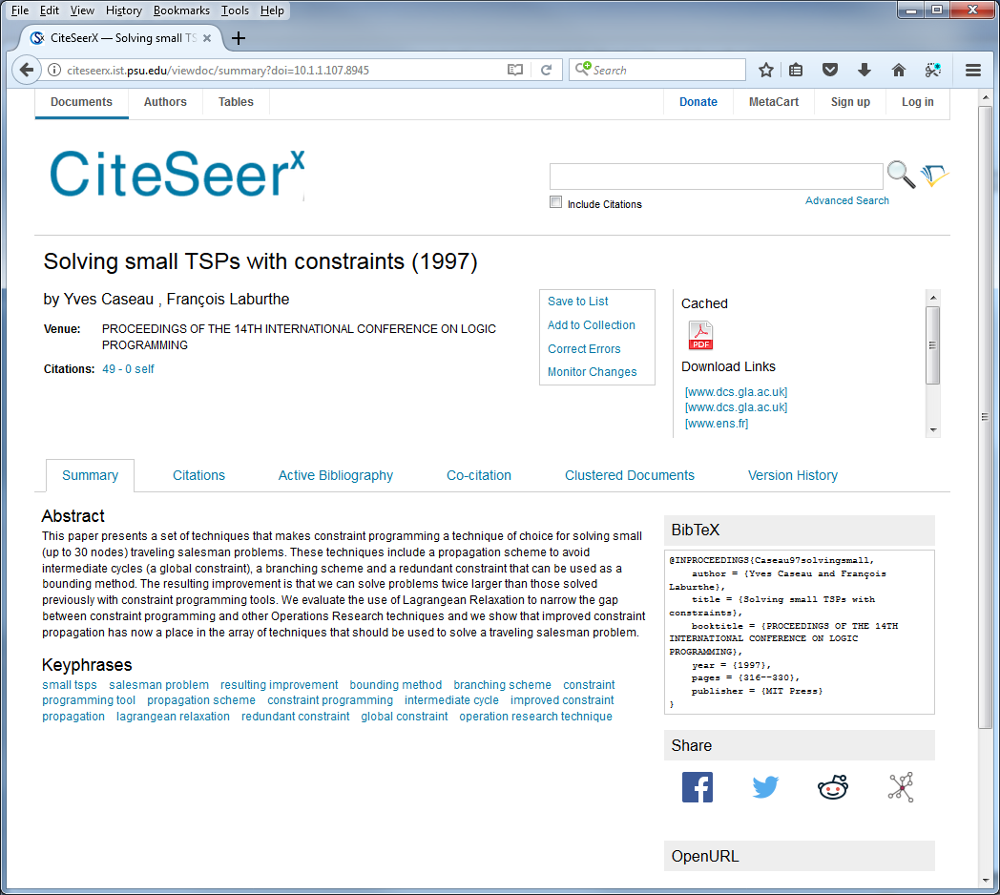 File Edit View History Bookmarks Tools Help
CiteSeerX — Solving small TS
citeseerx.ist.psu.edu/viewdoc/summary?doi=10.1.1.107.8945
Search
Documents Authors Tables Donate MetaCart Sign up Log in
CiteSeerX
Include Citations
Advanced Search
Solving small TSPs with constraints (1997)
by Yves Caseau , François Laburthe
Venue: PROCEEDINGS OF THE 14TH INTERNATIONAL CONFERENCE ON LOGIC
PROGRAMMING
Citations: 49 - 0 self
Save to List
Add to Collection
Correct Errors
Monitor Changes
Cached
PDF
Download Links
[www.dcs.gla.ac.uk]
[www.dcs.gla.ac.uk]
[www.ens.fr]
Summary Citations Active Bibliography Co-citation Clustered Documents Version History
Abstract
This paper presents a set of techniques that makes constraint programming a technique of choice for solving small
(up to 30 nodes) traveling salesman problems. These techniques include a propagation scheme to avoid
intermediate cycles (a global constraint), a branching scheme and a redundant constraint that can be used as a
bounding method. The resulting improvement is that we can solve problems twice larger than those solved
previously with constraint programming tools. We evaluate the use of Lagrangean Relaxation to narrow the gap
between constraint programming and other Operations Research techniques and we show that improved constraint
propagation has now a place in the array of techniques that should be used to solve a traveling salesman problem.
Keyphrases
small tsps salesman problem resulting improvement bounding method branching scheme constraint
programming tool propagation scheme constraint programming intermediate cycle improved constraint
propagation lagrangean relaxation redundant constraint global constraint operation research technique
BibTeX
@INPROCEEDINGS{Caseau97solvingsmall,
author = {Yves Caseau and François
Laburthe},
title = {Solving small TSPs with
constraints},
booktitle = {PROCEEDINGS OF THE 14TH
INTERNATIONAL CONFERENCE ON LOGIC
PROGRAMMING},
year = {1997},
pages = {316--330},
publisher = {MIT Press}
}
Share
OpenURL